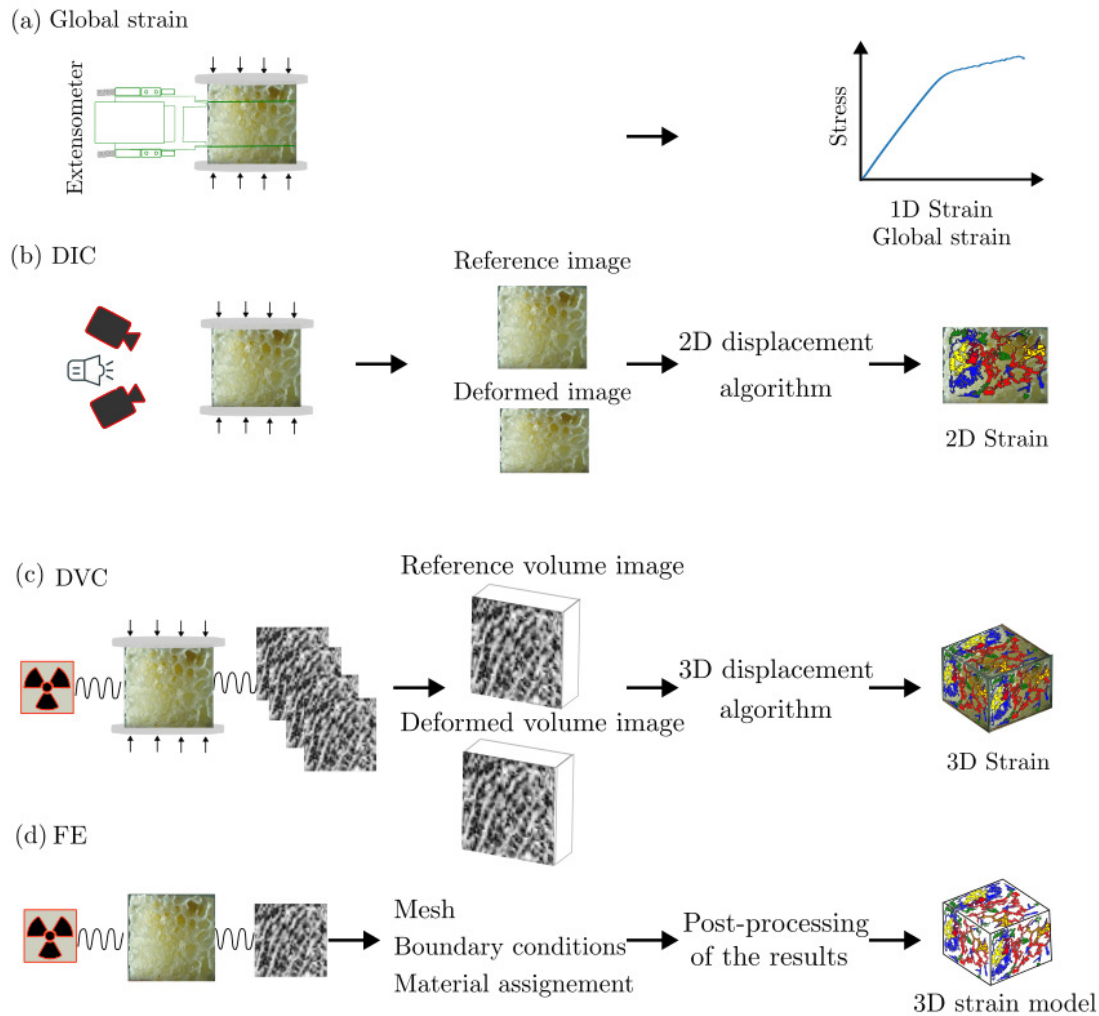 (a) Global strain
Extensometer
Stress
1D Strain
Global strain
(b) DIC
Reference image
Deformed image
2D displacement
algorithm
2D Strain
(c) DVC
Reference volume image
Deformed volume image
3D displacement
algorithm
3D Strain
(d) FE
Mesh
Boundary conditions
Material assignement
Post-processing
of the results
3D strain model